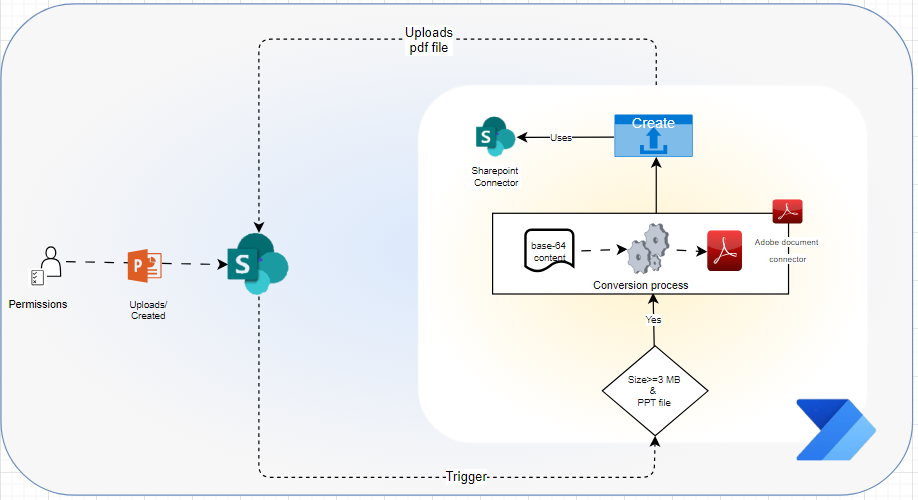 Uploads
pdf file
Create
S
Uses
Sharepoint
Connector
base-64
content
Adobe document
connector
Conversion process
P
S
Permissions
Uploads/
Created
Yes
Size>=3 MB
&
PPT file
Trigger